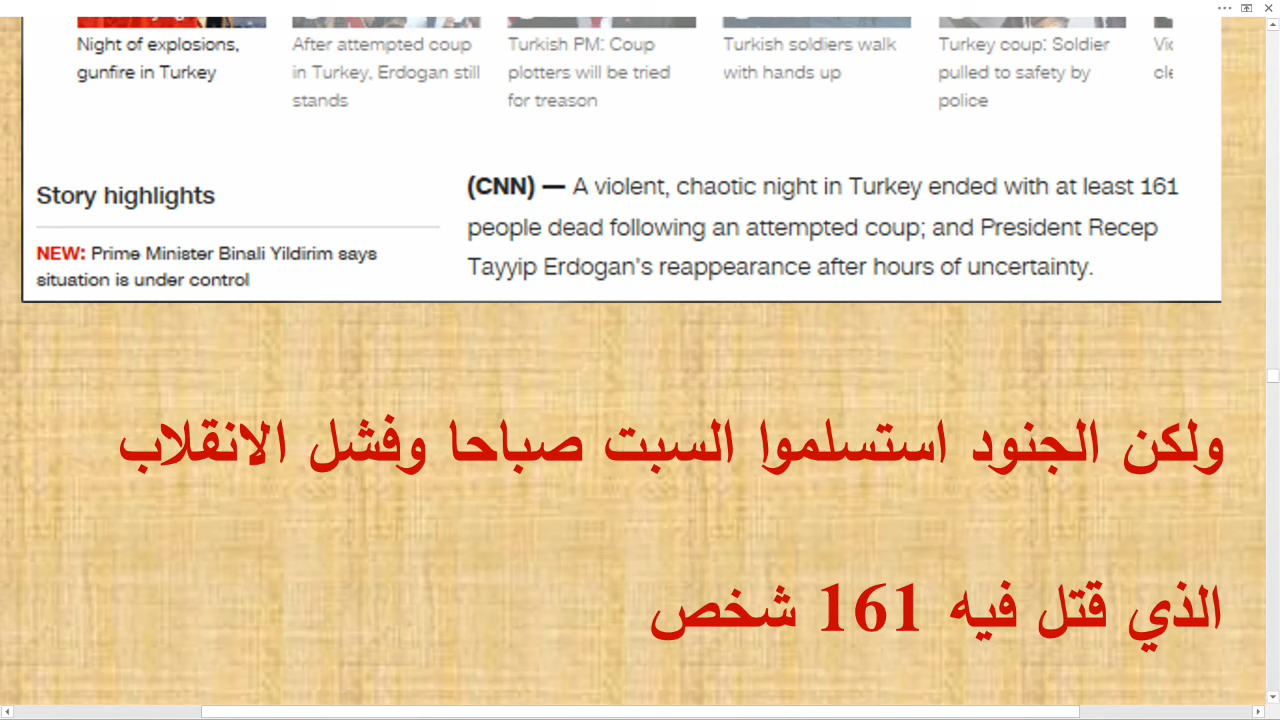 Night of explosions,
gunfire in Turkey
After attempted coup
in Turkey, Erdogan still
stands
Turkish PM: Coup
plotters will be tried
for treason
Turkish soldiers walk
with hands up
Turkey coup: Soldier
pulled to safety by
police
Story highlights
NEW: Prime Minister Binali Yildirim says
situation is under control
(CNN) — A violent, chaotic night in Turkey ended with at least 161
people dead following an attempted coup; and President Recep
Tayyip Erdogan's reappearance after hours of uncertainty.
ولكن الجنود استسلموا السبت صباحا وفشل الانقلاب
الذي قتل فيه 161 شخص